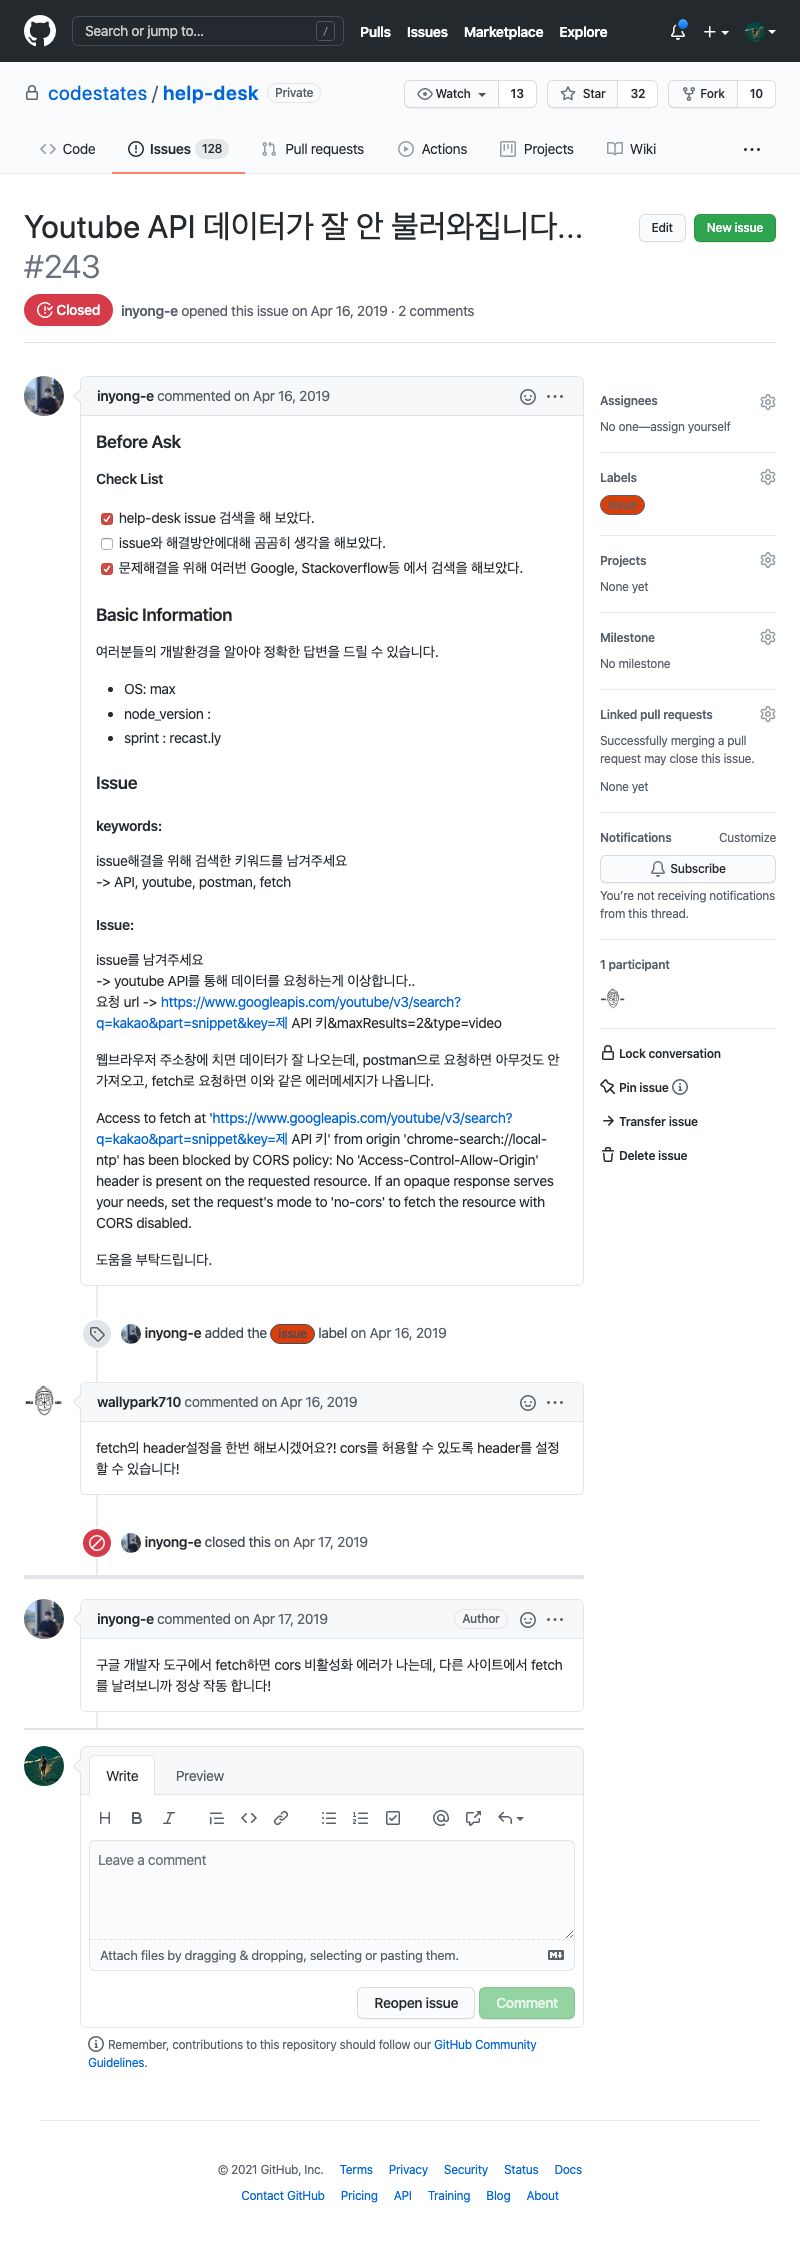 Search or jump to...
/
Pulls
Issues
Marketplace
Explore
codestates / help-desk
Private
Watch
13
Star
32
Fork
10
Code
Issues 128
Pull requests
Actions
Projects
Wiki
Youtube API 데이터가 잘 안 불러와집니다...
#243
Edit
New issue
Closed
inyong-e opened this issue on Apr 16, 2019 · 2 comments
inyong-e commented on Apr 16, 2019
Before Ask
Check List
help-desk issue 검색을 해 보았다.
issue와 해결방안에대해 곰곰히 생각을 해보았다.
문제해결을 위해 여러번 Google, Stackoverflow등 에서 검색을 해보았다.
Basic Information
여러분들의 개발환경을 알아야 정확한 답변을 드릴 수 있습니다.
OS: max
node_version :
sprint : recast.ly
Issue
keywords:
issue해결을 위해 검색한 키워드를 남겨주세요
-> API, youtube, postman, fetch
Issue:
issue를 남겨주세요
-> youtube API를 통해 데이터를 요청하는게 이상합니다..
요청 url -> https://www.googleapis.com/youtube/v3/search?
q=kakao&part=snippet&key=제 API 키&maxResults=2&type=video
웹브라우저 주소창에 치면 데이터가 잘 나오는데, postman으로 요청하면 아무것도 안
가져오고, fetch로 요청하면 이와 같은 에러메세지가 나옵니다.
Access to fetch at 'https://www.googleapis.com/youtube/v3/search?
q=kakao&part=snippet&key=제 API 키' from origin 'chrome-search://local-
ntp' has been blocked by CORS policy: No 'Access-Control-Allow-Origin'
header is present on the requested resource. If an opaque response serves
your needs, set the request's mode to 'no-cors' to fetch the resource with
CORS disabled.
도움을 부탁드립니다.
inyong-e added the issue label on Apr 16, 2019
wallypark710 commented on Apr 16, 2019
fetch의 header설정을 한번 해보시겠어요?! cors를 허용할 수 있도록 header를 설정
할 수 있습니다!
inyong-e closed this on Apr 17, 2019
inyong-e commented on Apr 17, 2019
Author
구글 개발자 도구에서 fetch하면 cors 비활성화 에러가 나는데, 다른 사이트에서 fetch
를 날려보니까 정상 작동 합니다!
Write
Preview
H B I
Leave a comment
Attach files by dragging & dropping, selecting or pasting them.
Reopen issue
Comment
Remember, contributions to this repository should follow our GitHub Community
Guidelines.
Assignees
No one—assign yourself
Labels
issue
Projects
None yet
Milestone
No milestone
Linked pull requests
Successfully merging a pull
request may close this issue.
None yet
Notifications
Customize
Subscribe
You're not receiving notifications
from this thread.
1 participant
Lock conversation
Pin issue
Transfer issue
Delete issue
© 2021 GitHub, Inc.
Terms
Privacy
Security
Status
Docs
Contact GitHub
Pricing
API
Training
Blog
About